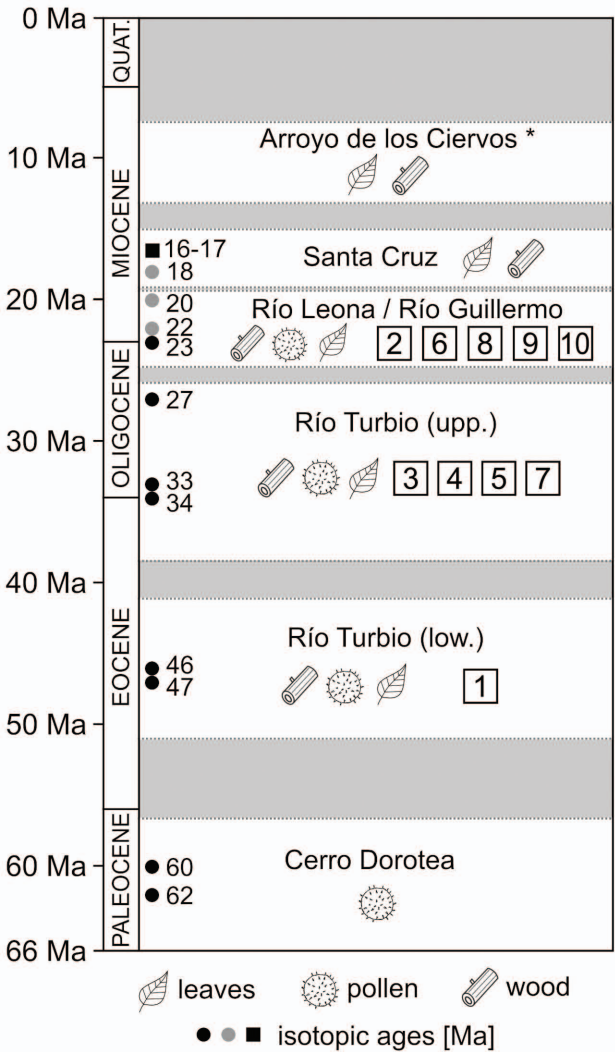 0 Ma
QUAT.
Arroyo de los Ciervos *
10 Ma
MIOCENE
16-17
Santa Cruz
18
20 Ma
20
Río Leona / Río Guillermo
22
2 6 8 9 10
23
OLIGOCENE
27
Río Turbio (upp.)
30 Ma
3 4 5 7
33
34
40 Ma
EOCENE
Río Turbio (low.)
46
47
1
50 Ma
PALEOCENE
60 Ma
60
Cerro Dorotea
62
66 Ma
leaves pollen wood
isotopic ages [Ma]